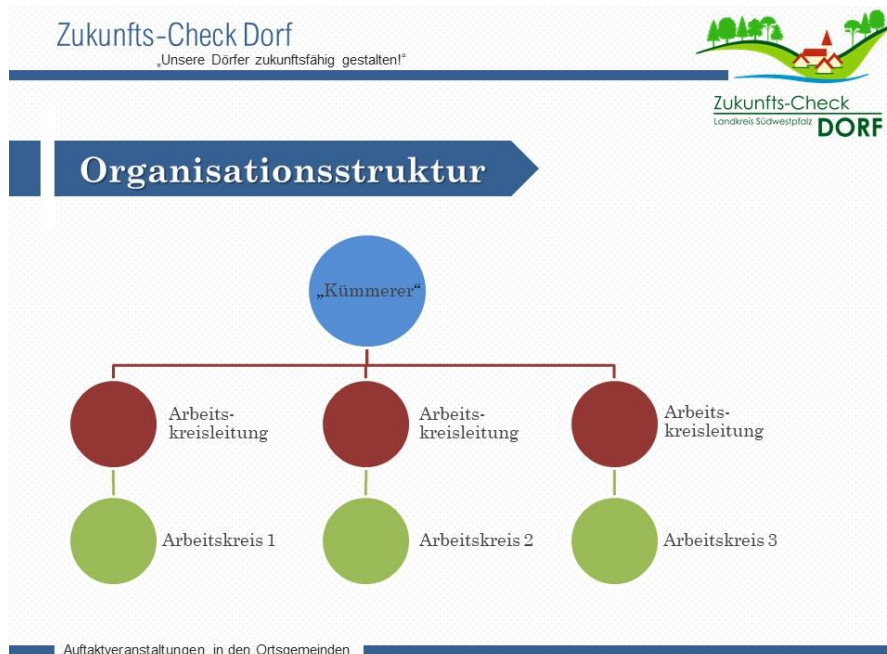 Zukunfts-Check Dorf
„Unsere Dörfer zukunftsfähig gestalten!“
Zukunfts-Check
Landkreis Südwestpfalz DORF
Organisationsstruktur
„Kümmerer“
Arbeits-
kreisleitung
Arbeits-
kreisleitung
Arbeits-
kreisleitung
Arbeitskreis 1
Arbeitskreis 2
Arbeitskreis 3
Auftaktveranstaltungen in den Ortsgemeinden